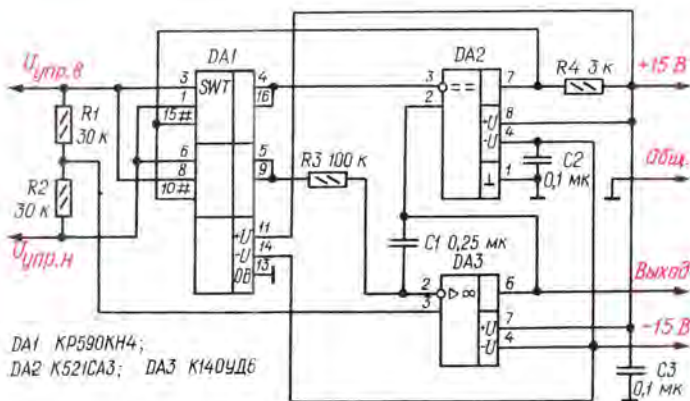 DA1
DA2
R4 3 к
+15 В
Uупр.в
3 SWT 4
1 16
15#
3 == 7
2
8
+U
-U 4
⊥ 1
C2
0,1 мк
Общ.
R1
30 к
6 5
8 9
10#
R3 100 к
R2
30 к
+U 11
-U 14
OB 13
C1 0,25 мк
DA3
Uупр.н
2 ▷ ∞ 6
3
+U 7
-U 4
Выход
-15 В
C3
0,1 мк
DA1 КР590КН4;
DA2 К521СА3; DA3 К140УД6